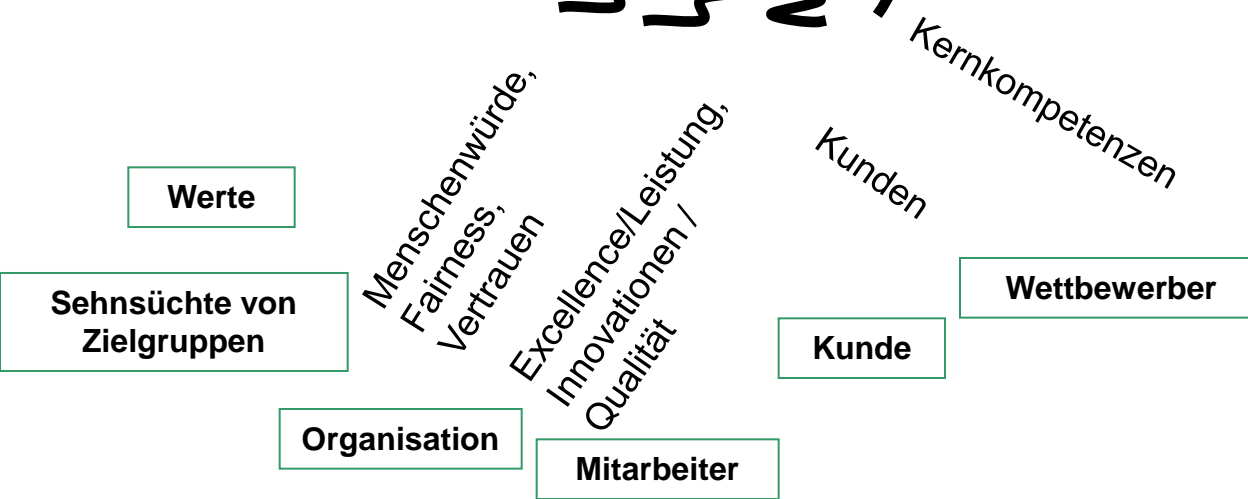 Kernkompetenzen
Kunden
Menschenwürde,
Fairness,
Vertrauen
Excellence/Leistung,
Innovationen /
Qualität
Werte
Sehnsüchte von
Zielgruppen
Wettbewerber
Kunde
Organisation
Mitarbeiter